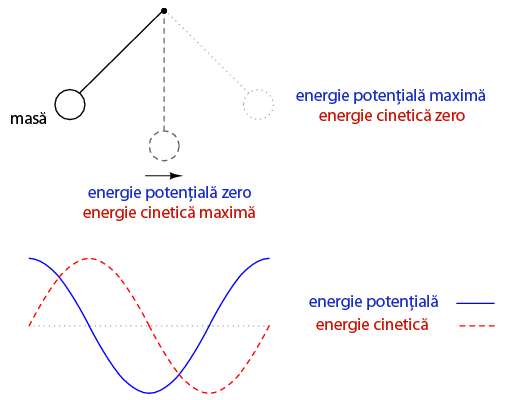 energie potențială maximă
energie cinetică zero
masă
energie potențială zero
energie cinetică maximă
energie potențială
energie cinetică